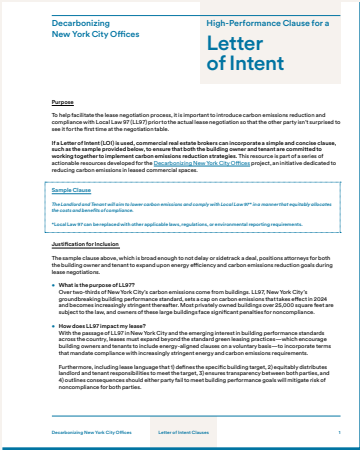 Decarbonizing
New York City Offices
High-Performance Clause for a
Letter
of Intent
Purpose
To help facilitate the lease negotiation process, it is important to introduce carbon emissions reduction and
compliance with Local Law 97 (LL97) prior to the actual lease negotiation so that the other party isn't surprised to
see it for the first time at the negotiation table.
If a Letter of Intent (LOI) is used, commercial real estate brokers can incorporate a simple and concise clause,
such as the sample provided below, to ensure that both the building owner and tenant are committed to
working together to implement carbon emissions reduction strategies. This resource is part of a series of
actionable resources developed for the Decarbonizing New York City Offices project, an initiative dedicated to
reducing carbon emissions in leased commercial spaces.
Sample Clause
The Landlord and Tenant will aim to lower carbon emissions and comply with Local Law 97* in a manner that equitably allocates
the costs and benefits of compliance.
*Local Law 97 can be replaced with other applicable laws, regulations, or environmental reporting requirements.
Justification for Inclusion
The sample clause above, which is broad enough to not delay or sidetrack a deal, positions attorneys for both
the building owner and tenant to expand upon energy efficiency and carbon emissions reduction goals during
lease negotiations.
• What is the purpose of LL97?
Over two-thirds of New York City's carbon emissions come from buildings. LL97, New York City's
groundbreaking building performance standard, sets a cap on carbon emissions that takes effect in 2024
and becomes increasingly stringent thereafter. Most privately owned buildings over 25,000 square feet are
subject to the law, and owners of these large buildings face significant penalties for noncompliance.
• How does LL97 impact my lease?
With the passage of LL97 in New York City and the emerging interest in building performance standards
across the country, leases must expand beyond the standard green leasing practices—which encourage
building owners and tenants to include energy-aligned clauses on a voluntary basis—to incorporate terms
that mandate compliance with increasingly stringent energy and carbon emissions requirements.
Furthermore, including lease language that 1) defines the specific building target, 2) equitably distributes
landlord and tenant responsibilities to meet the target, 3) ensures transparency between both parties, and
4) outlines consequences should either party fail to meet building performance goals will mitigate risk of
noncompliance for both parties.
Decarbonizing New York City Offices
Letter of Intent Clauses
1